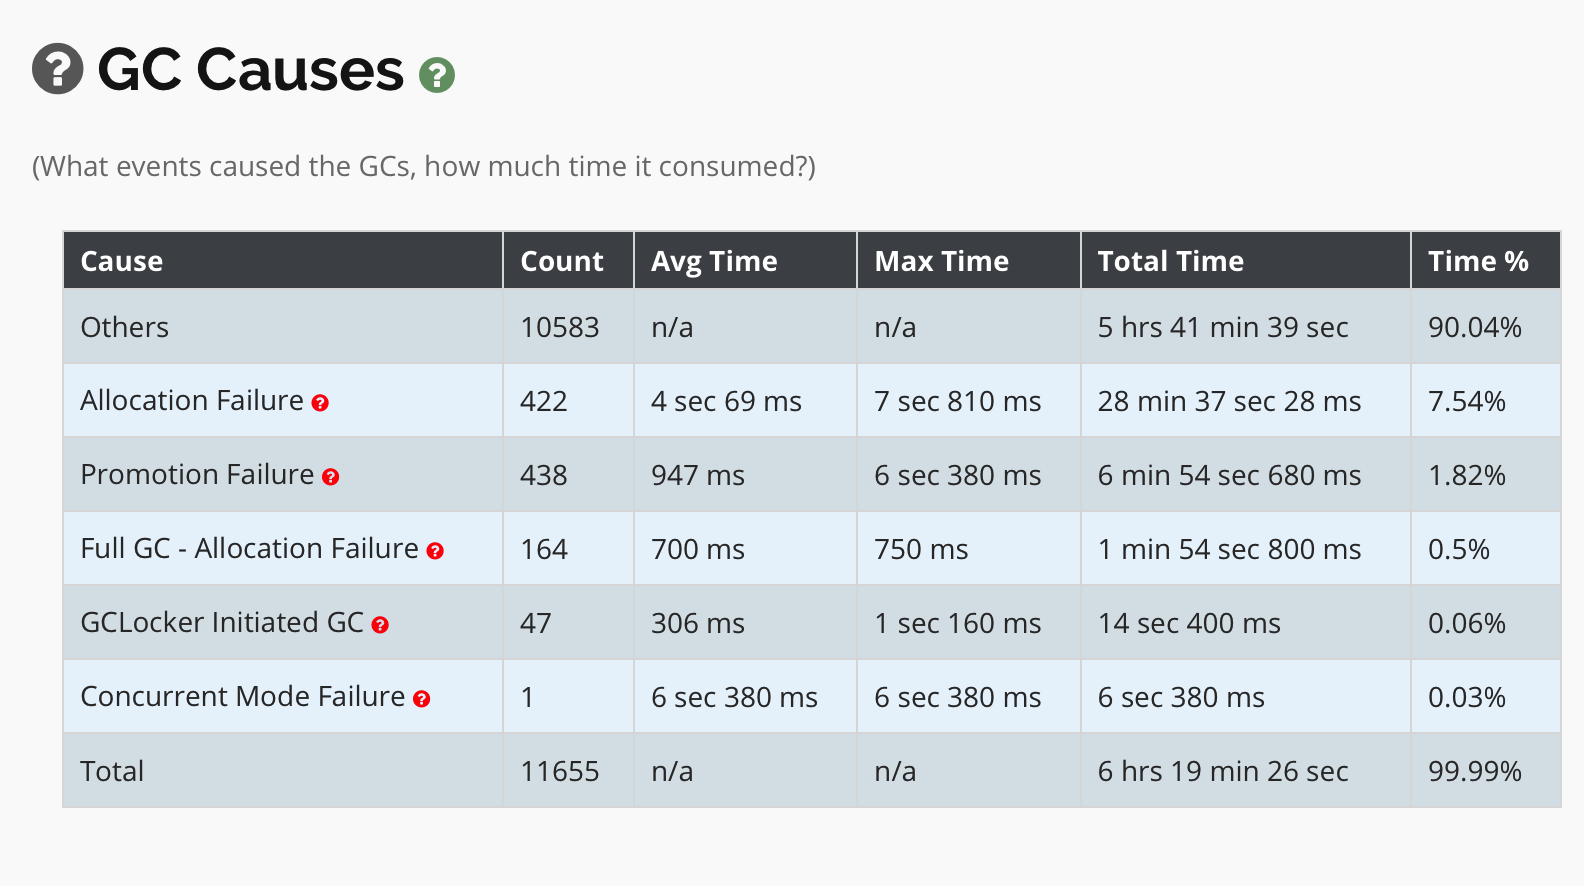 GC Causes
(What events caused the GCs, how much time it consumed?)
Cause Count Avg Time Max Time Total Time Time %
Others 10583 n/a n/a 5 hrs 41 min 39 sec 90.04%
Allocation Failure 422 4 sec 69 ms 7 sec 810 ms 28 min 37 sec 28 ms 7.54%
Promotion Failure 438 947 ms 6 sec 380 ms 6 min 54 sec 680 ms 1.82%
Full GC - Allocation Failure 164 700 ms 750 ms 1 min 54 sec 800 ms 0.5%
GCLocker Initiated GC 47 306 ms 1 sec 160 ms 14 sec 400 ms 0.06%
Concurrent Mode Failure 1 6 sec 380 ms 6 sec 380 ms 6 sec 380 ms 0.03%
Total 11655 n/a n/a 6 hrs 19 min 26 sec 99.99%